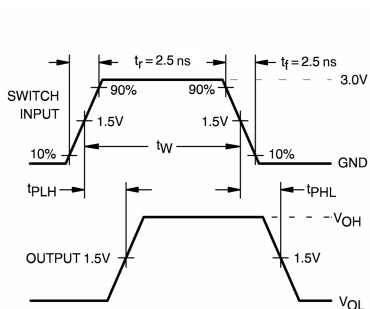 tr = 2.5 ns
tf = 2.5 ns
3.0V
90%
90%
SWITCH
INPUT
1.5V
1.5V
tW
10%
10%
GND
tPLH
tPHL
VOH
OUTPUT 1.5V
1.5V
VOL